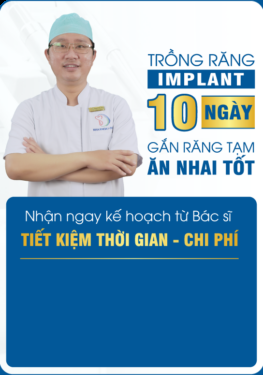 TRỒNG RĂNG
IMPLANT
10 NGÀY
GẮN RĂNG TẠM
ĂN NHAI TỐT
Nhận ngay kế hoạch từ Bác sĩ
TIẾT KIỆM THỜI GIAN - CHI PHÍ